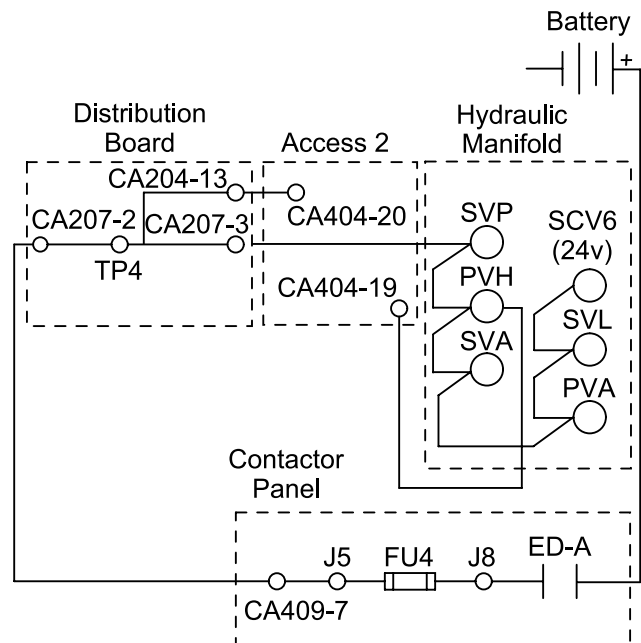 Battery
+
Distribution
Board
Access 2
Hydraulic
Manifold
CA204-13
CA404-20
SVP
SCV6
(24v)
CA207-2
CA207-3
TP4
PVH
CA404-19
SVL
SVA
PVA
Contactor
Panel
J5
FU4
J8
ED-A
CA409-7